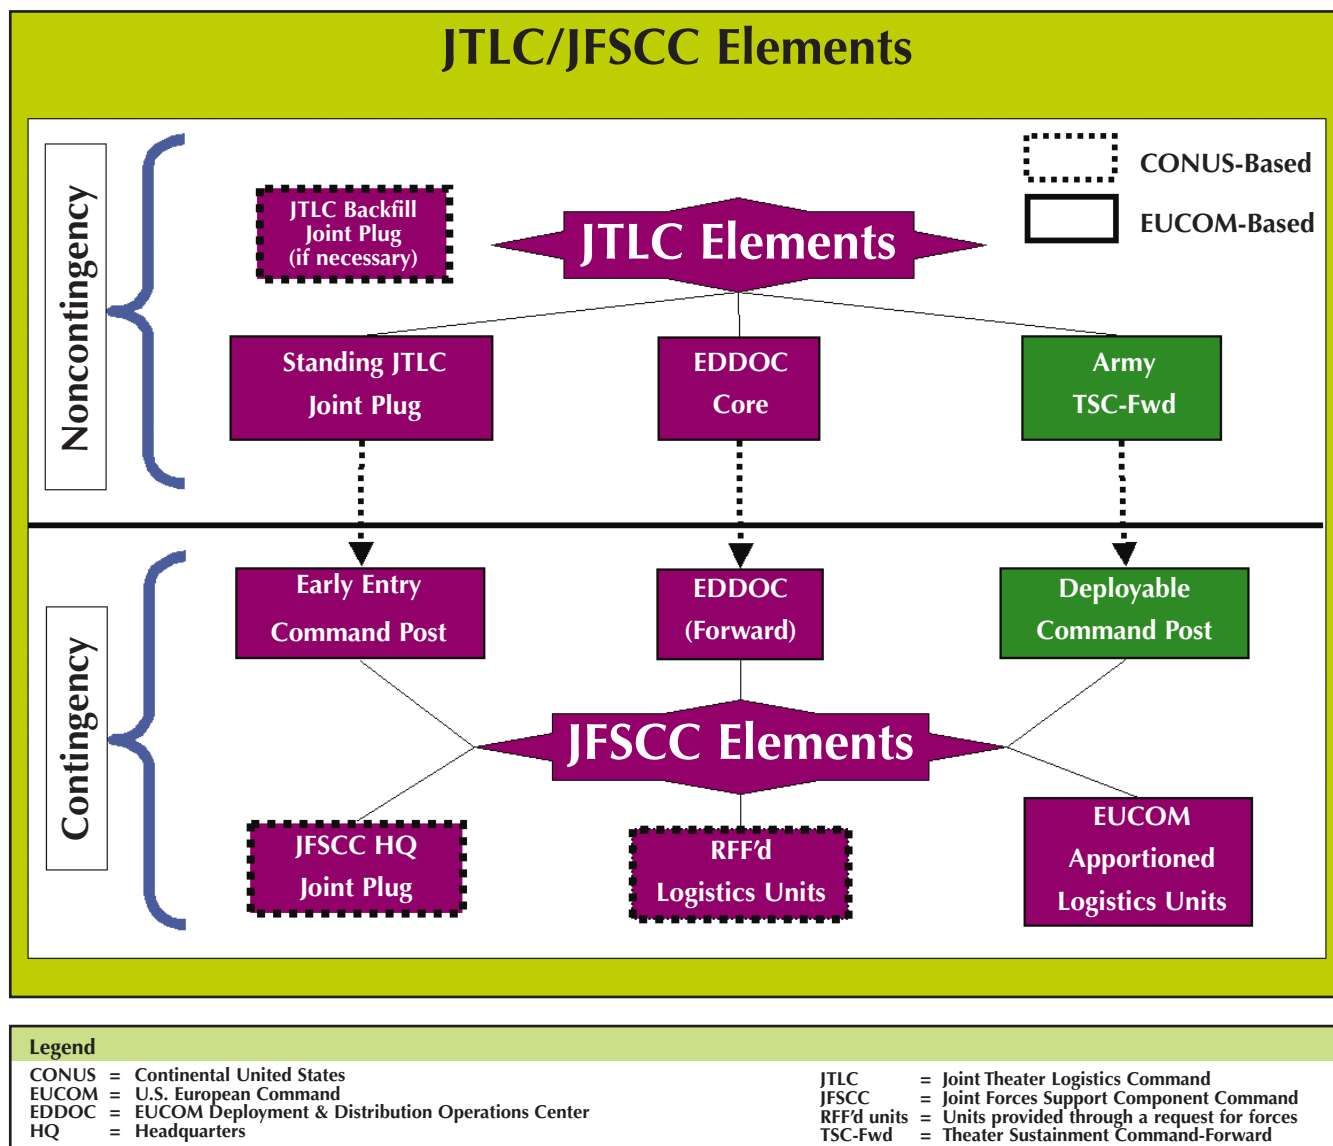 JTLC/JFSCC Elements
Noncontingency
CONUS-Based
EUCOM-Based
JTLC Backfill
Joint Plug
(if necessary)
JTLC Elements
Standing JTLC
Joint Plug
EDDOC
Core
Army
TSC-Fwd
Contingency
Early Entry
Command Post
EDDOC
(Forward)
Deployable
Command Post
JFSCC Elements
JFSCC HQ
Joint Plug
RFF'd
Logistics Units
EUCOM
Apportioned
Logistics Units
Legend
CONUS = Continental United States
EUCOM = U.S. European Command
EDDOC = EUCOM Deployment & Distribution Operations Center
HQ = Headquarters
JTLC = Joint Theater Logistics Command
JFSCC = Joint Forces Support Component Command
RFF'd units = Units provided through a request for forces
TSC-Fwd = Theater Sustainment Command-Forward